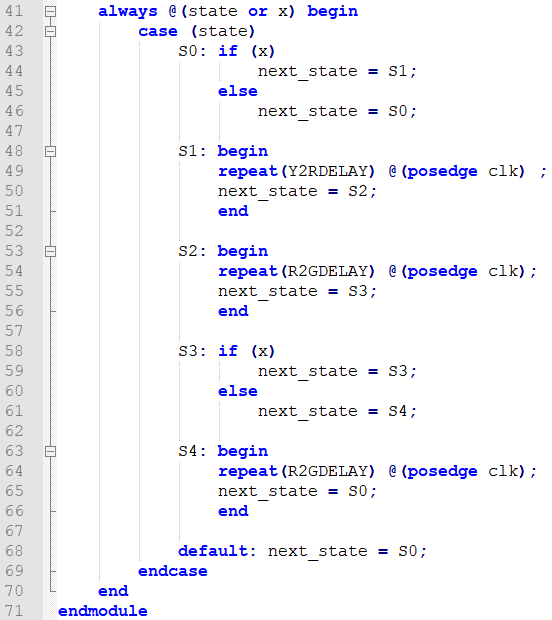 41 always @(state or x) begin
42 case (state)
43 S0: if (x)
44 next_state = S1;
45 else
46 next_state = S0;
47
48 S1: begin
49 repeat(Y2RDELAY) @(posedge clk) ;
50 next_state = S2;
51 end
52
53 S2: begin
54 repeat(R2GDELAY) @(posedge clk);
55 next_state = S3;
56 end
57
58 S3: if (x)
59 next_state = S3;
60 else
61 next_state = S4;
62
63 S4: begin
64 repeat(R2GDELAY) @(posedge clk);
65 next_state = S0;
66 end
67
68 default: next_state = S0;
69 endcase
70 end
71 endmodule